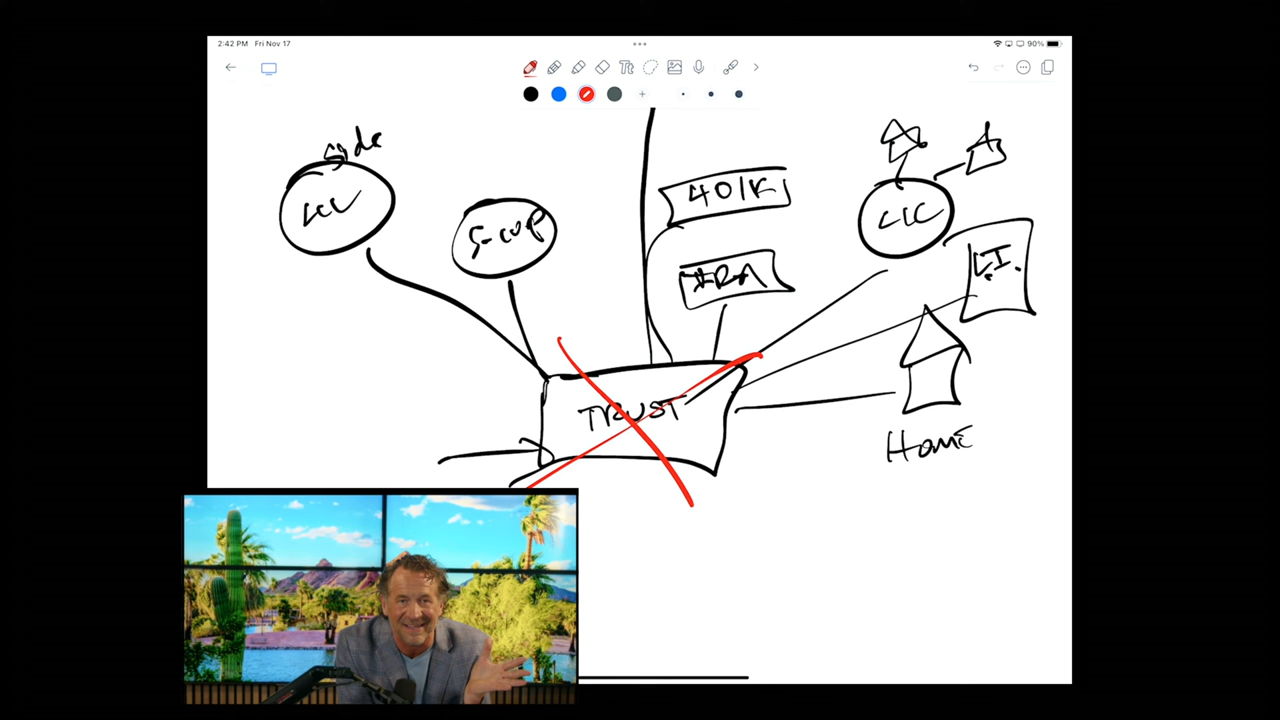 2:42 PM Fri Nov 17
90%
Side
LLC
S-corp
401K
IRA
LLC
L.I.
TRUST
Home